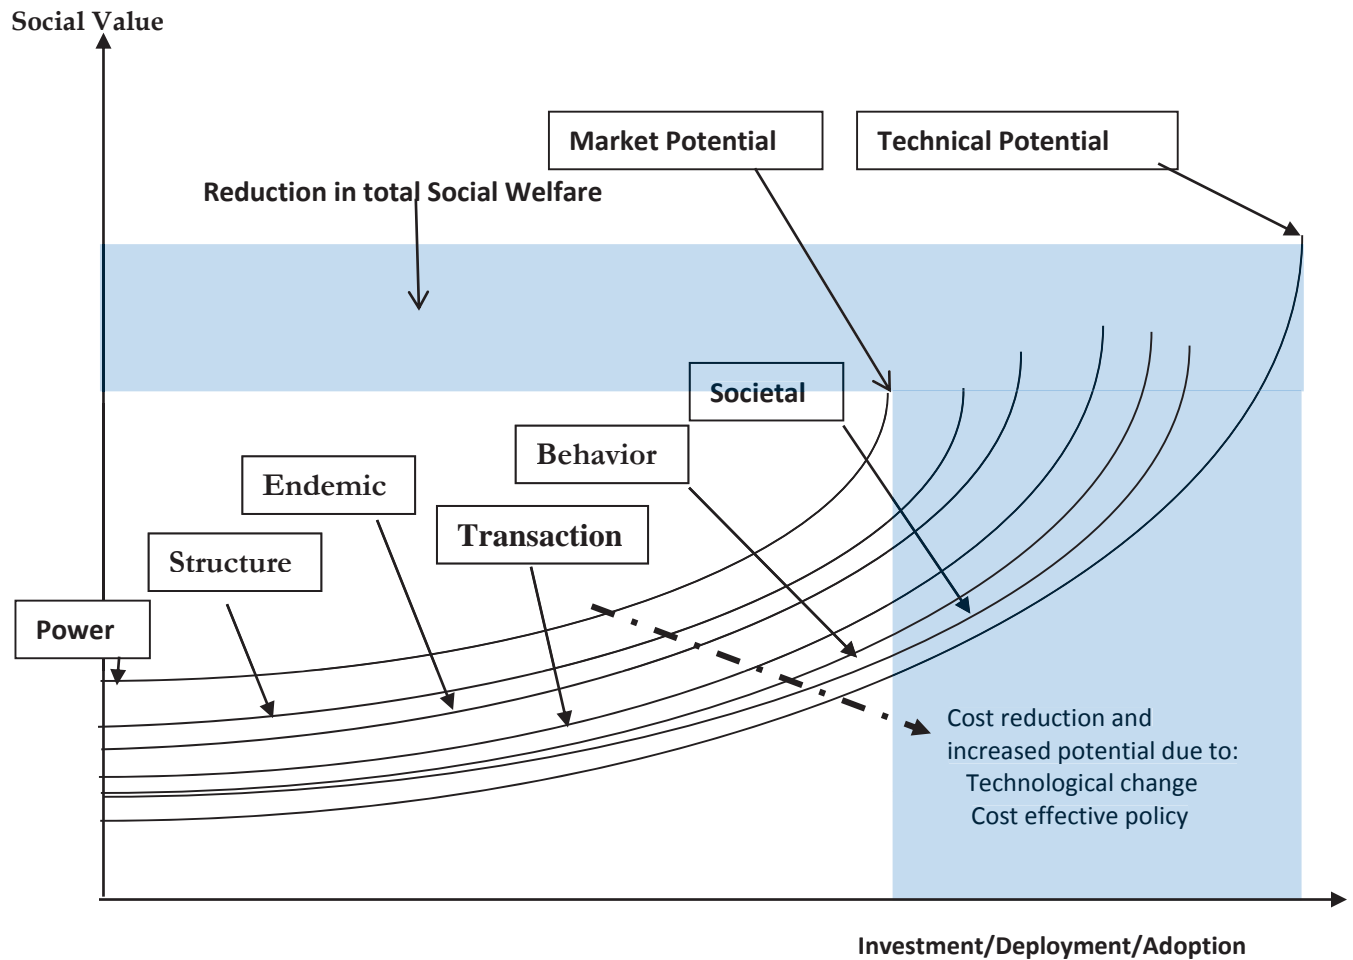 Social Value
Market Potential
Technical Potential
Reduction in total Social Welfare
Societal
Behavior
Endemic
Transaction
Structure
Power
Cost reduction and
increased potential due to:
Technological change
Cost effective policy
Investment/Deployment/Adoption